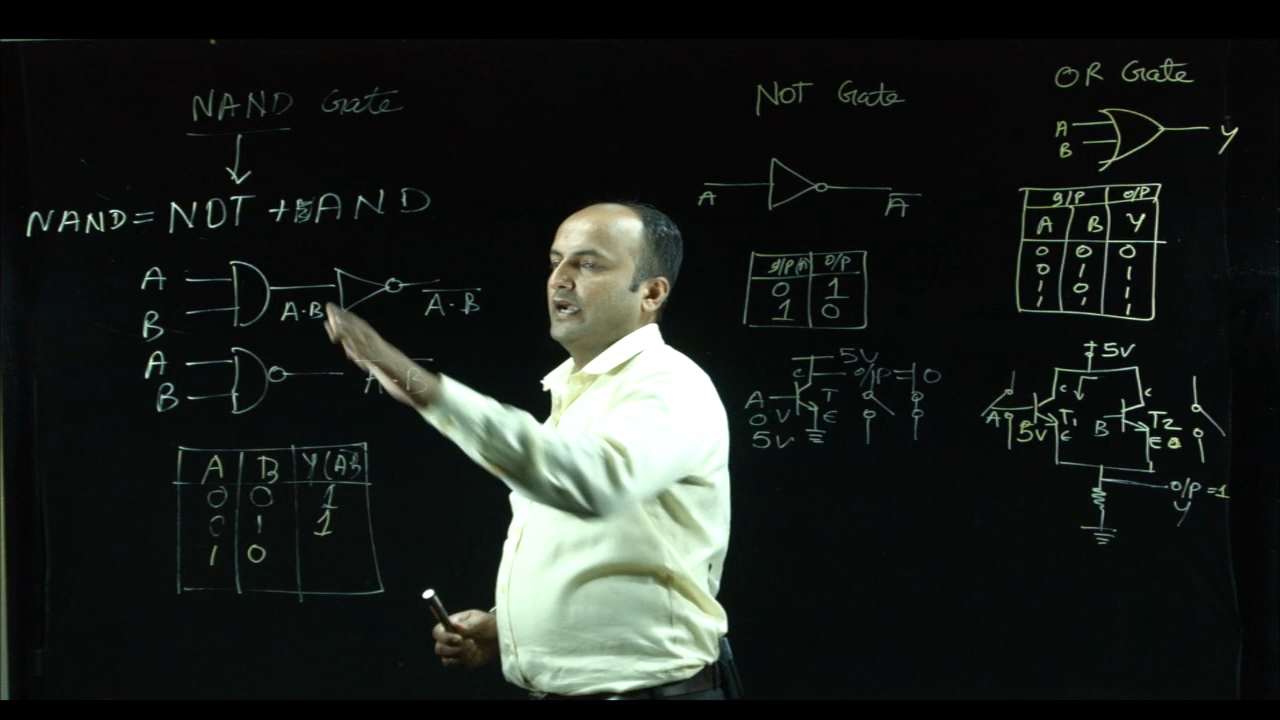 NAND Gate
NAND = NOT + AND
A
B
A·B
A̅·̅B̅
A
B
A̅·̅B̅
A B Y(A̅·̅B̅
0 0 1
0 1 1
1 0
NOT Gate
A
A̅
I/P(A) O/P
0 1
1 0
5V
C
O/P=10
A
T
0V
E
5V
OR Gate
A
B
Y
I/P O/P
A B Y
0 0 0
0 1 1
1 0 1
1 1 1
5V
C
C
A
5V
T1
E
B
T2
E
O/P=1
Y